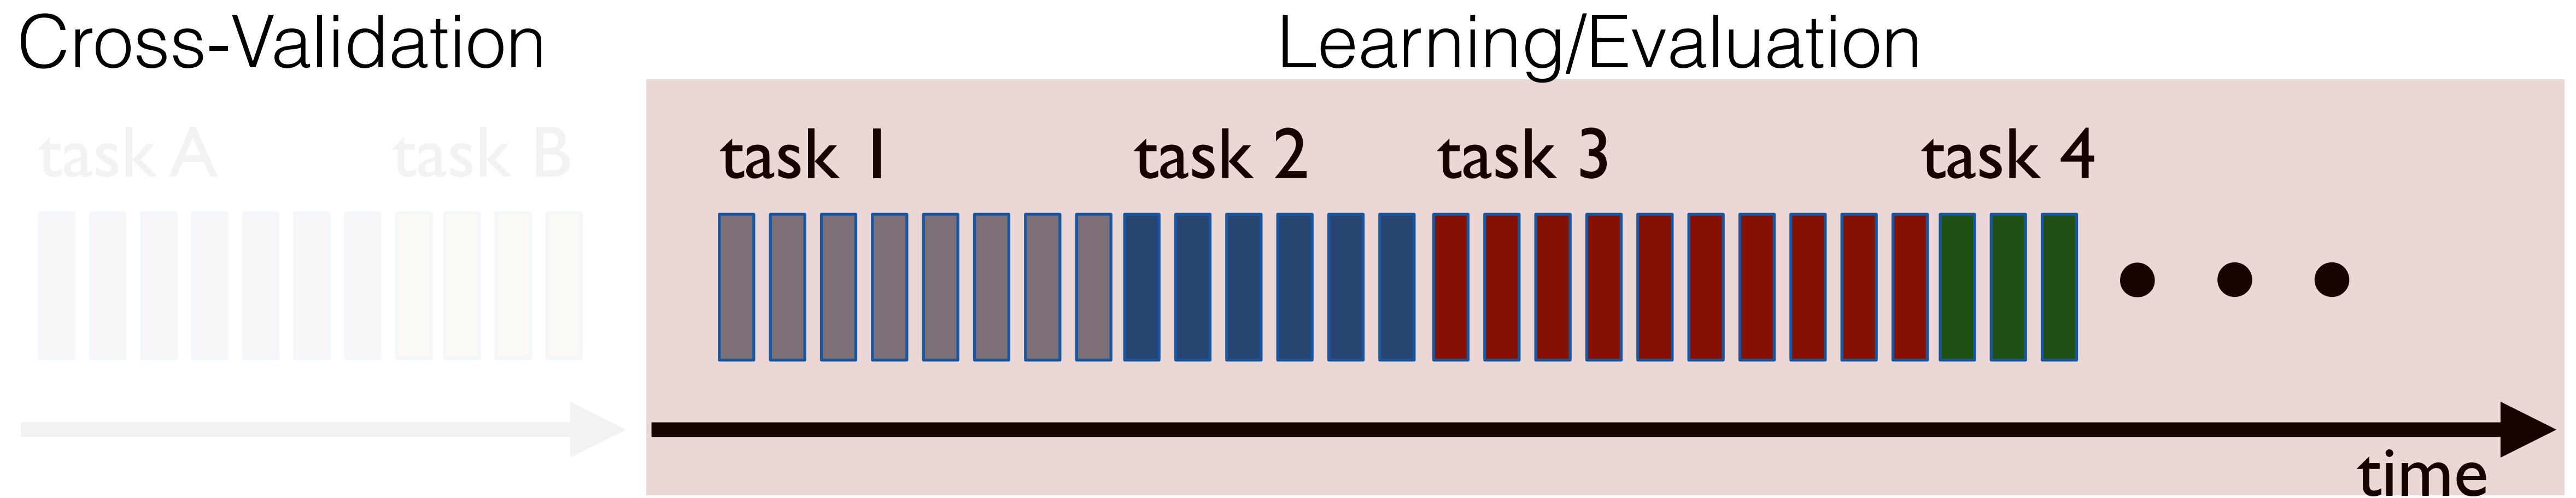 Cross-Validation
Learning/Evaluation
task A
task B
task 1
task 2
task 3
task 4
time